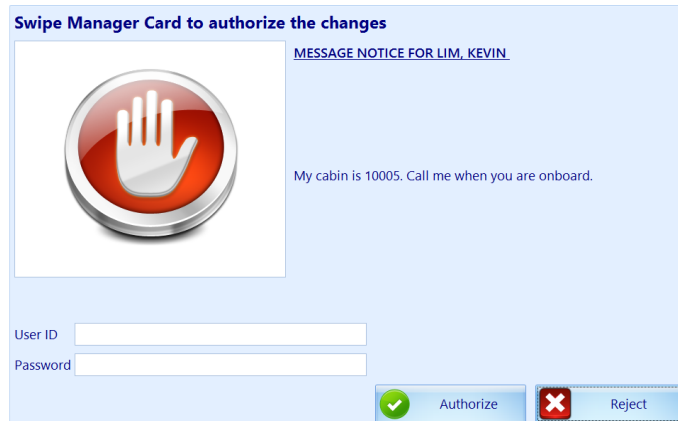 Swipe Manager Card to authorize the changes
MESSAGE NOTICE FOR LIM, KEVIN
My cabin is 10005. Call me when you are onboard.
User ID
Password
Authorize
Reject